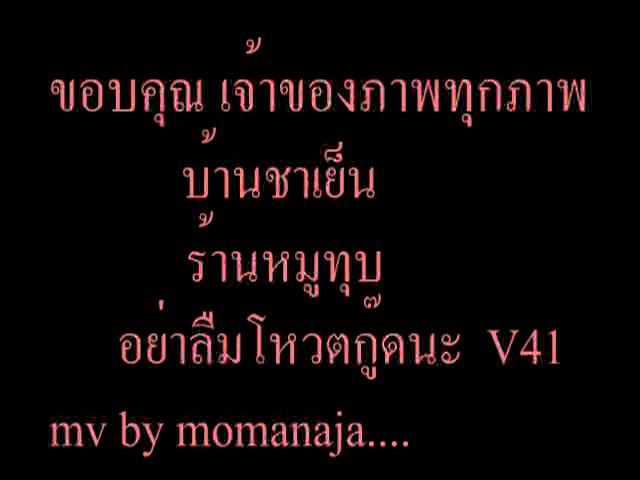 ขอบคุณ เจ้าของภาพทุกภาพ
บ้านชาเย็น
ร้านหมูทุบ
อย่าลืมโหวตกู๊ดนะ V41
mv by momanaja....